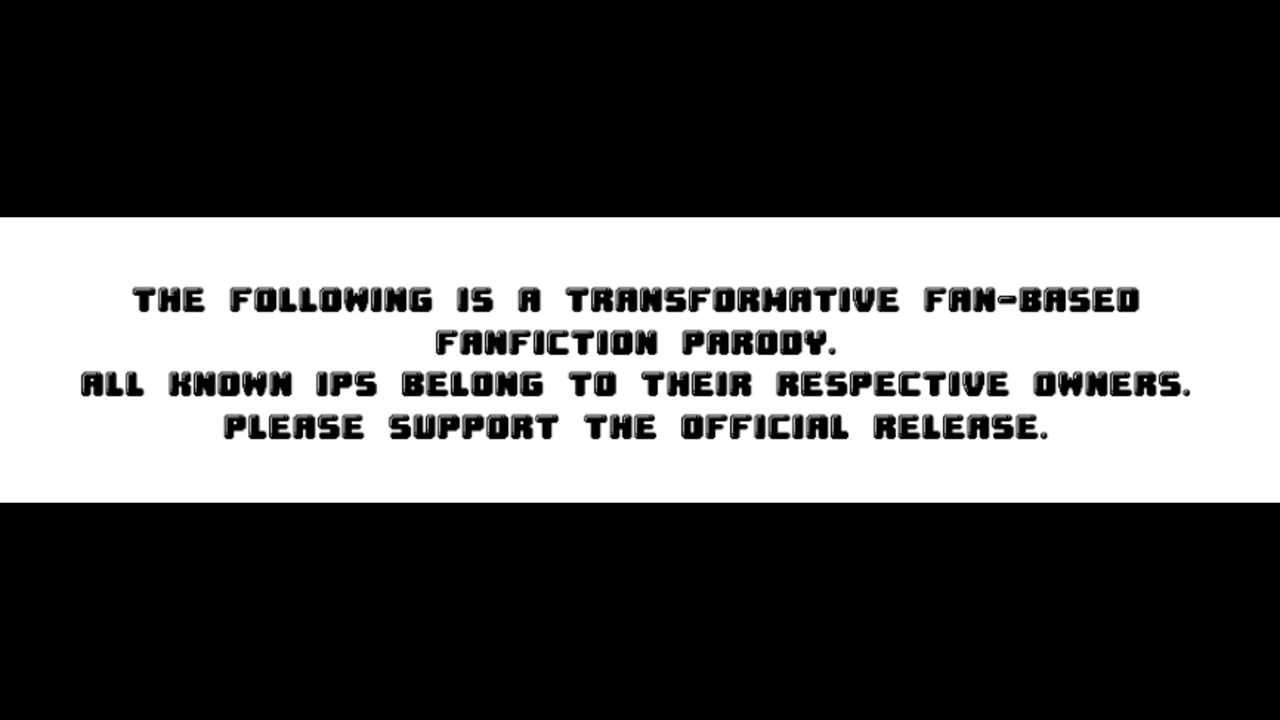 THE FOLLOWING IS A TRANSFORMATIVE FAN-BASED
FANFICTION PARODY.
ALL KNOWN IPS BELONG TO THEIR RESPECTIVE OWNERS.
PLEASE SUPPORT THE OFFICIAL RELEASE.